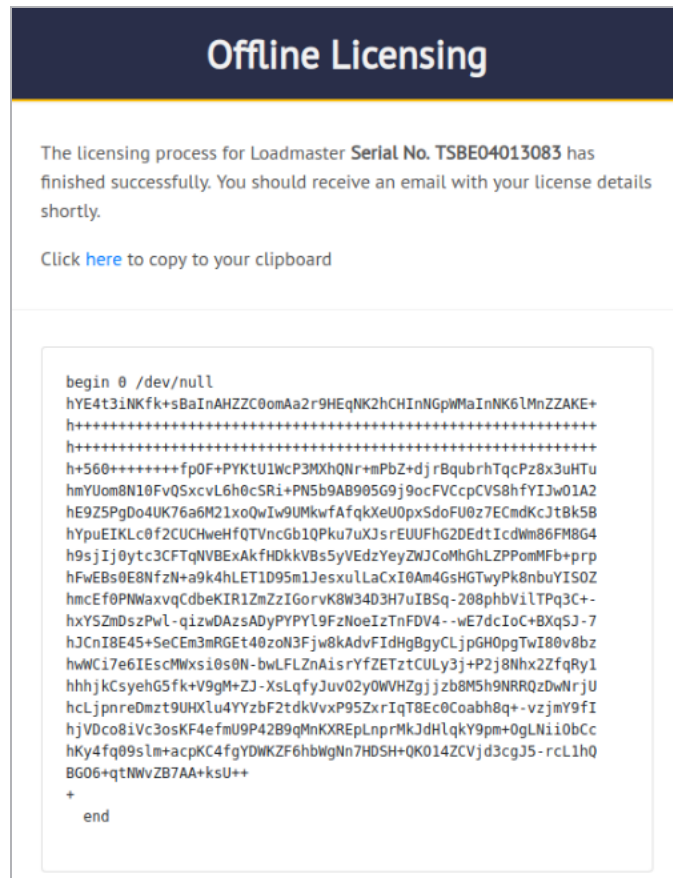 Offline Licensing
The licensing process for Loadmaster Serial No. TSBE04013083 has
finished successfully. You should receive an email with your license details
shortly.
Click here to copy to your clipboard
begin 0 /dev/null
hYE4t3iNKfk+sBaInAHZZC0omAa2r9HEqNK2hCHInNGpWMaInNK6lMnZZAKE+
h++++++++++++++++++++++++++++++++++++++++++++++++++++++++++++
h++++++++++++++++++++++++++++++++++++++++++++++++++++++++++++
h+560++++++++fpOF+PYKtU1WcP3MXhQNr+mPbZ+djrBqubrhTqcPz8x3uHTu
hmYUom8N10FvQSxcvL6h0cSRi+PN5b9AB905G9j9ocFVCcpCVS8hfYIJwO1A2
hE9Z5PgDo4UK76a6M21xoQwIw9UMkwfAfqkXeUOpxSdoFU0z7ECmdKcJtBk5B
hYpuEIKLc0f2CUCHweHfQTVncGb1QPku7uXJsrEUUFhG2DEdtIcdWm86FM8G4
h9sjIj0ytc3CFTqNVBExAkfHDkkVBs5yVEdzYeyZWJCoMhGhLZPPomMFb+prp
hFwEBs0E8NfzN+a9k4hLET1D95m1JesxulLaCxI0Am4GsHGTwyPk8nbuYISOZ
hmcEf0PNWaxvqCdbeKIR1ZmZzIGorvK8W34D3H7uIBSq-208phbVilTPq3C+-
hxYSZmDszPwl-qizwDAzsADyPYPYl9FzNoeIzTnFDV4--wE7dcIoC+BXqSJ-7
hJCnI8E45+SeCEm3mRGEt40zoN3Fjw8kAdvFIdHgBgyCLjpGHOpgTwI80v8bz
hwWCi7e6IEscMWxsi0s0N-bwLFLZnAisrYfZETztCULy3j+P2j8Nhx2ZfqRy1
hhhjkCsyehG5fk+V9gM+ZJ-XsLqfyJuvO2yOWVHZgjjzb8M5h9NRRQzDwNrjU
hcLjpnreDmzt9UHXlu4YYzbF2tdkVvxP95ZxrIqT8Ec0Coabh8q+-vzjmY9fI
hjVDco8iVc3osKF4efmU9P42B9qMnKXREpLnprMkJdHlqkY9pm+OgLNiiObCc
hKy4fq09slm+acpKC4fgYDWKZF6hbWgNn7HDSH+QKO14ZCVjd3cgJ5-rcL1hQ
BGO6+qtNWvZB7AA+ksU++
+
end